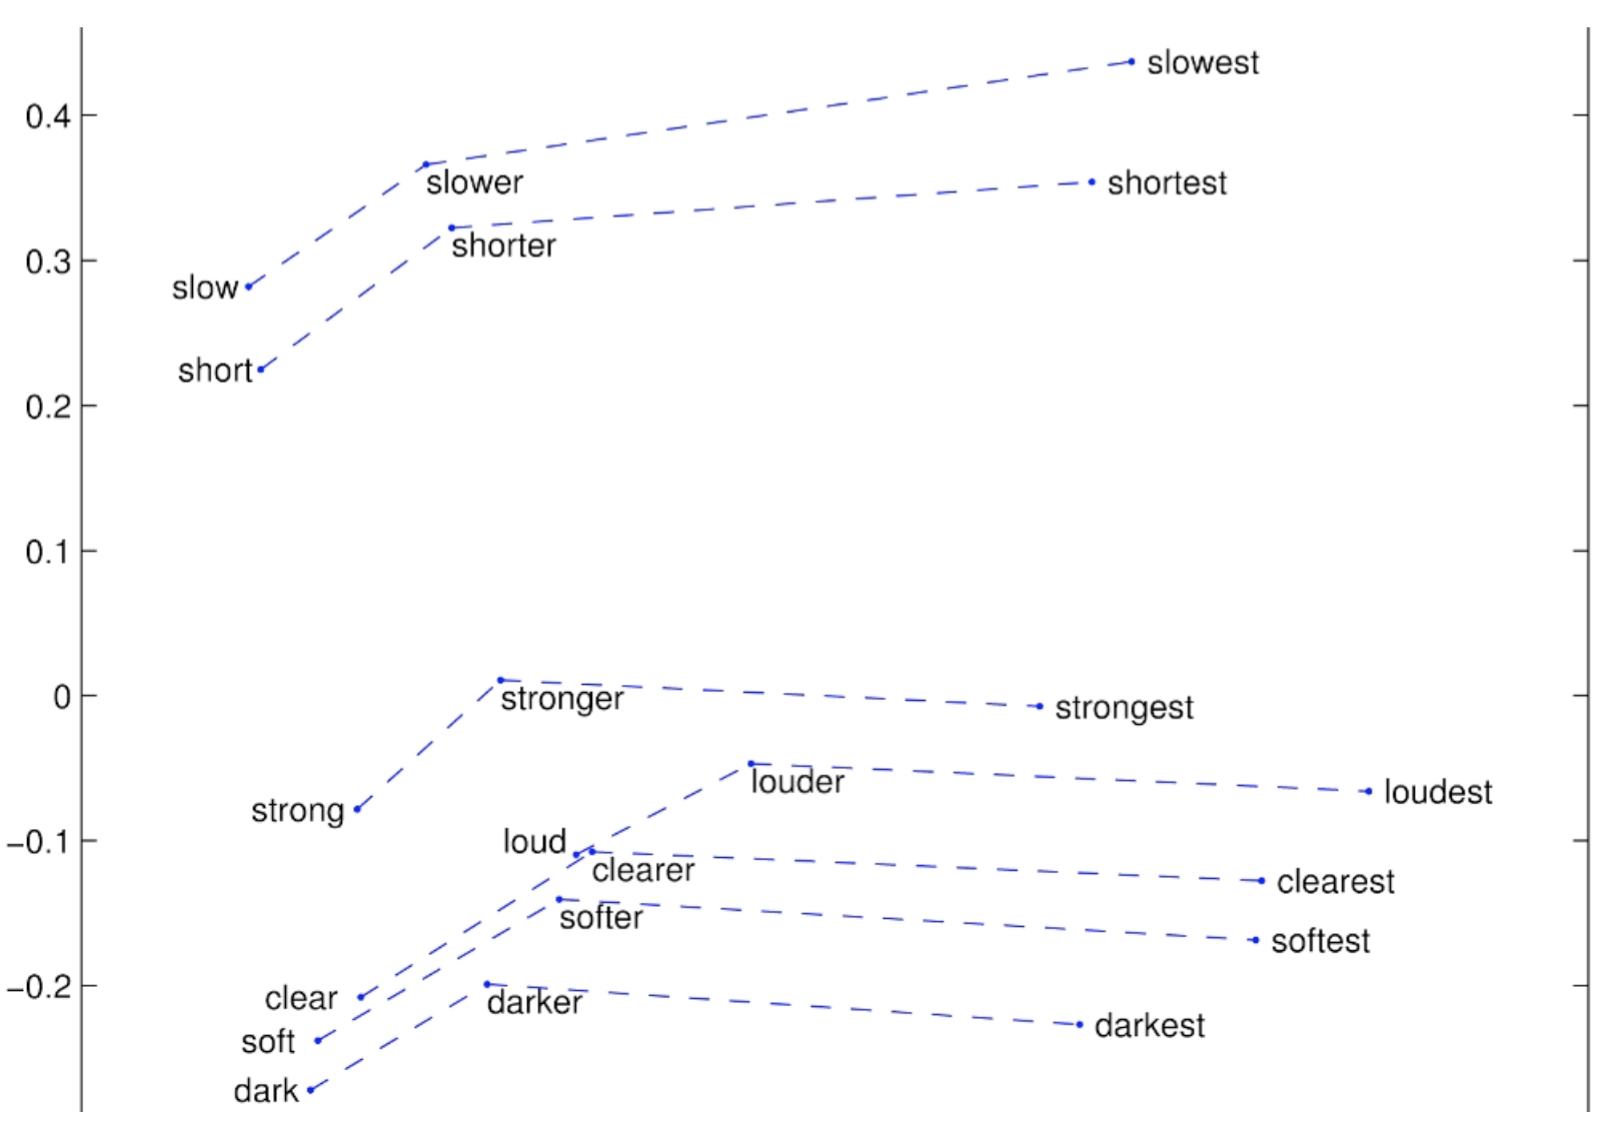 slowest
0.4
slower
shortest
shorter
0.3
slow
short
0.2
0.1
0
stronger
strongest
louder
loudest
strong
−0.1
loud
clearer
clearest
softer
softest
−0.2
clear
darker
darkest
soft
dark